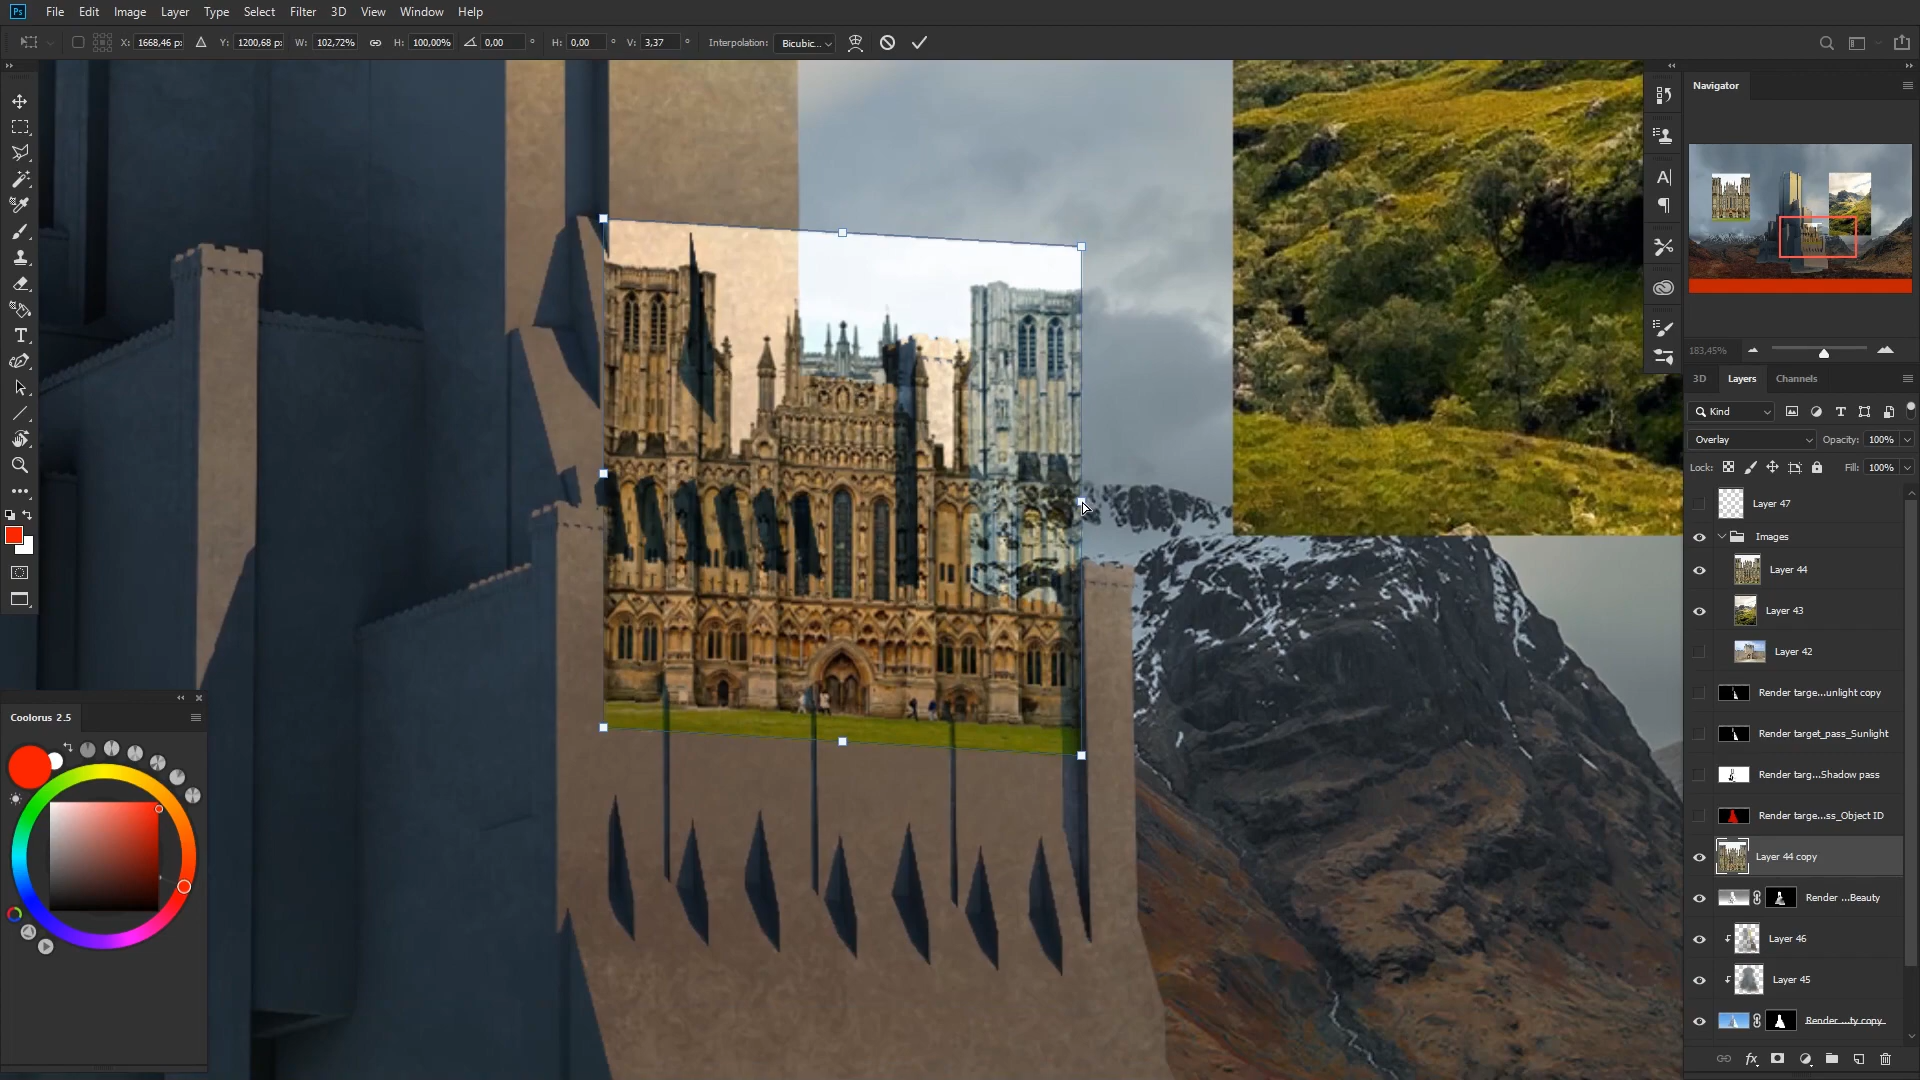 Ps File Edit Image Layer Type Select Filter 3D View Window Help
X: 1668,46 p: Y: 1200,68 p: W: 102,72% H: 100,00% 0,00 ° H: 0,00 ° V: 3,37 ° Interpolation: Bicubic...
Navigator
183,45%
3D Layers Channels
Kind
Overlay Opacity: 100%
Lock: Fill: 100%
Layer 47
Images
Layer 44
Layer 43
Layer 42
Render targe...unlight copy
Render target_pass_Sunlight
Render targ...Shadow pass
Render targe...ss_Object ID
Layer 44 copy
Render ...Beauty
Layer 46
Layer 45
Render ...ty copy
Coolorus 2.5